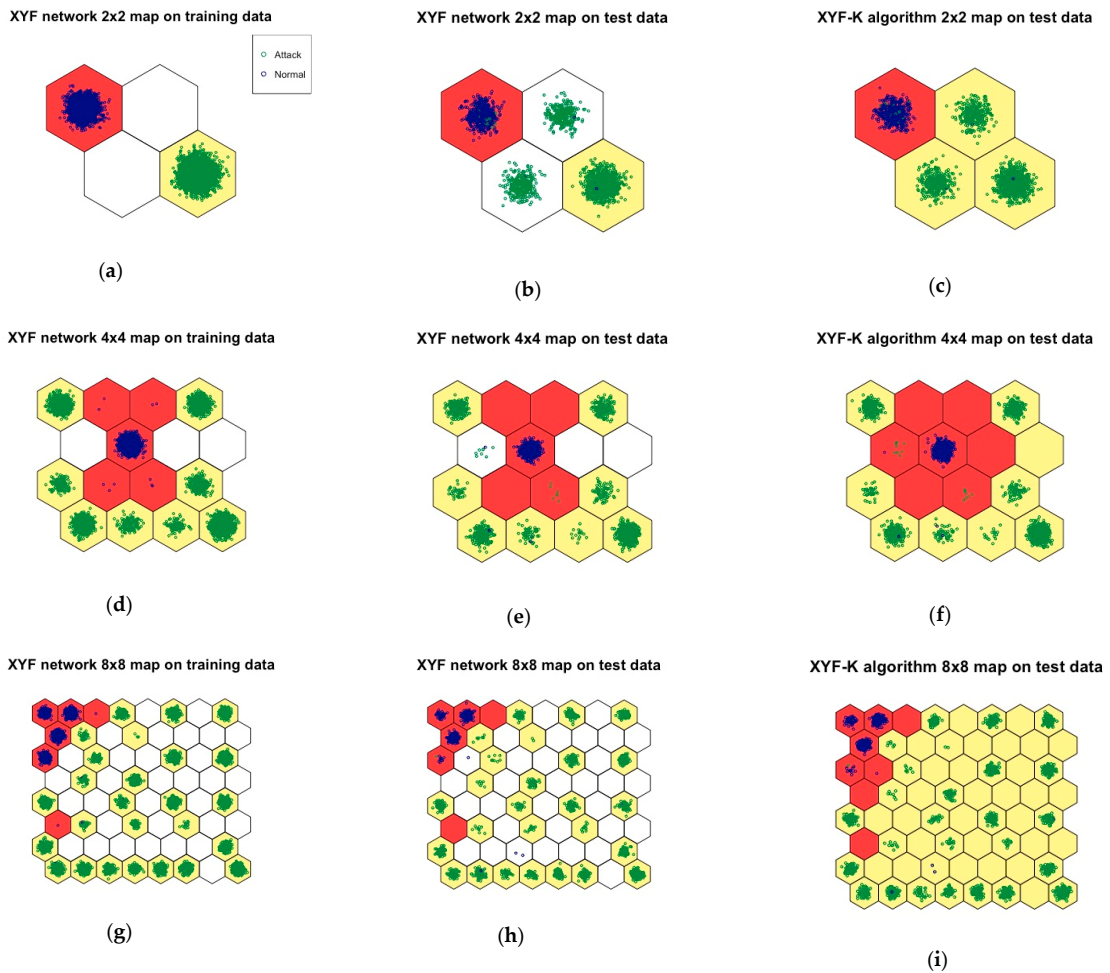 XYF network 2x2 map on training data
XYF network 2x2 map on test data
XYF-K algorithm 2x2 map on test data
Attack
Normal
(a)
(b)
(c)
XYF network 4x4 map on training data
XYF network 4x4 map on test data
XYF-K algorithm 4x4 map on test data
(d)
(e)
(f)
XYF network 8x8 map on training data
XYF network 8x8 map on test data
XYF-K algorithm 8x8 map on test data
(g)
(h)
(i)